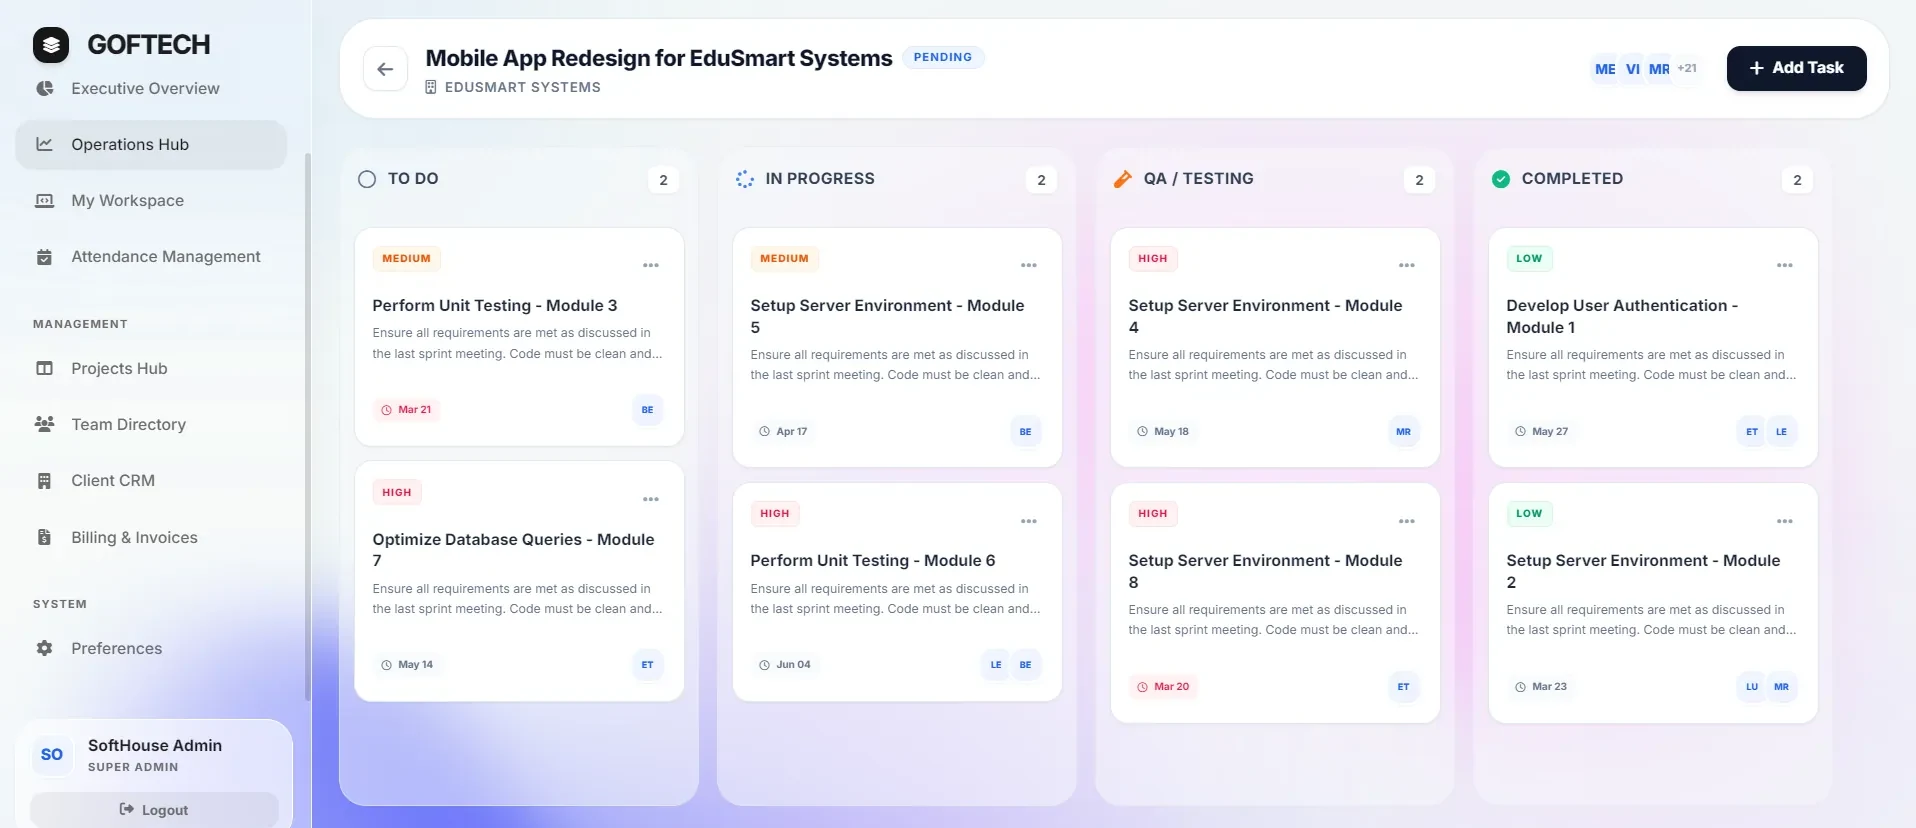 GOFTECH
Executive Overview
Operations Hub
My Workspace
Attendance Management
MANAGEMENT
Projects Hub
Team Directory
Client CRM
Billing & Invoices
SYSTEM
Preferences
SO
SoftHouse Admin
SUPER ADMIN
Logout
Mobile App Redesign for EduSmart Systems
PENDING
EDUSMART SYSTEMS
ME VI MR +21
+ Add Task
TO DO
2
MEDIUM
Perform Unit Testing - Module 3
Ensure all requirements are met as discussed in
the last sprint meeting. Code must be clean and...
Mar 21
BE
HIGH
Optimize Database Queries - Module
7
Ensure all requirements are met as discussed in
the last sprint meeting. Code must be clean and...
May 14
ET
IN PROGRESS
2
MEDIUM
Setup Server Environment - Module
5
Ensure all requirements are met as discussed in
the last sprint meeting. Code must be clean and...
Apr 17
BE
HIGH
Perform Unit Testing - Module 6
Ensure all requirements are met as discussed in
the last sprint meeting. Code must be clean and...
Jun 04
LE BE
QA / TESTING
2
HIGH
Setup Server Environment - Module
4
Ensure all requirements are met as discussed in
the last sprint meeting. Code must be clean and...
May 18
MR
HIGH
Setup Server Environment - Module
8
Ensure all requirements are met as discussed in
the last sprint meeting. Code must be clean and...
Mar 20
ET
COMPLETED
2
LOW
Develop User Authentication -
Module 1
Ensure all requirements are met as discussed in
the last sprint meeting. Code must be clean and...
May 27
ET LE
LOW
Setup Server Environment - Module
2
Ensure all requirements are met as discussed in
the last sprint meeting. Code must be clean and...
Mar 23
LU MR